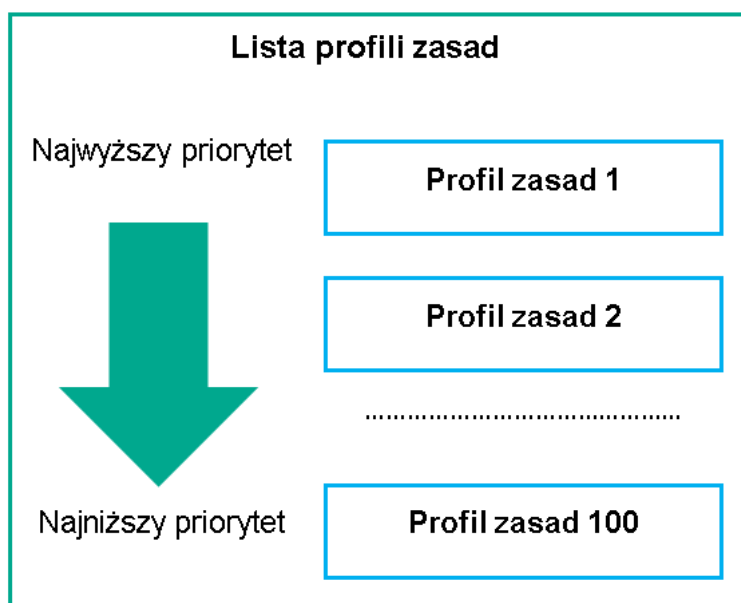 Lista profili zasad
Najwyższy priorytet
Profil zasad 1
Profil zasad 2
................................................
Najniższy priorytet
Profil zasad 100